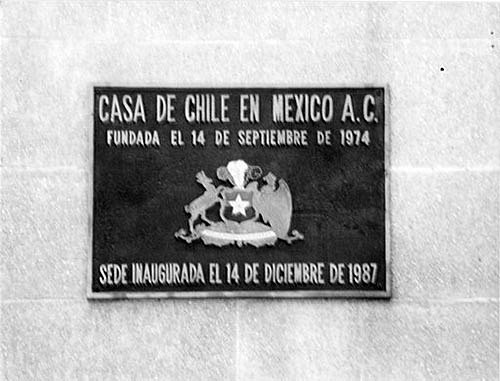 CASA DE CHILE EN MEXICO A.C.
FUNDADA EL 14 DE SEPTIEMBRE DE 1974
SEDE INAUGURADA EL 14 DE DICIEMBRE DE 1987